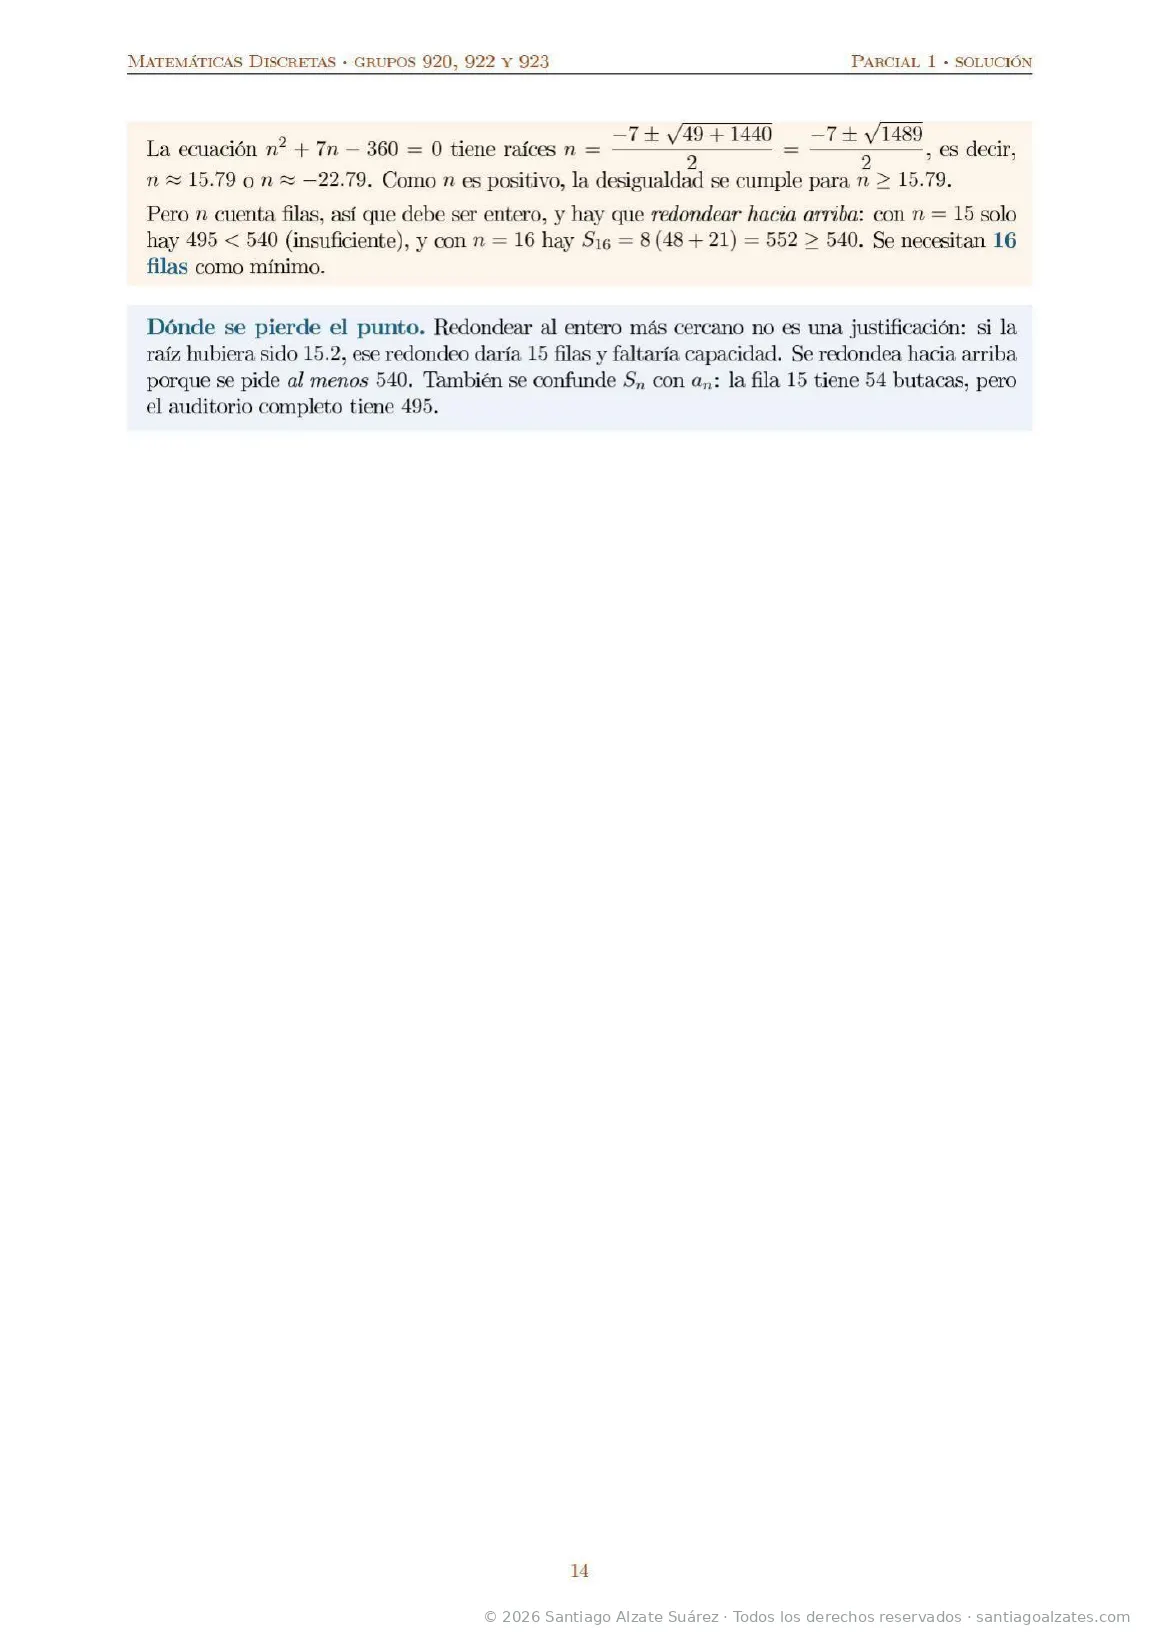 Matemáticas Discretas · grupos 920, 922 y 923 Parcial 1 · solución
La ecuación n² + 7n − 360 = 0 tiene raíces n = (−7 ± √(49 + 1440))/2 = (−7 ± √1489)/2, es decir,
n ≈ 15.79 o n ≈ −22.79. Como n es positivo, la desigualdad se cumple para n ≥ 15.79.
Pero n cuenta filas, así que debe ser entero, y hay que redondear hacia arriba: con n = 15 solo
hay 495 < 540 (insuficiente), y con n = 16 hay S₁₆ = 8 (48 + 21) = 552 ≥ 540. Se necesitan 16
filas como mínimo.
Dónde se pierde el punto. Redondear al entero más cercano no es una justificación: si la
raíz hubiera sido 15.2, ese redondeo daría 15 filas y faltaría capacidad. Se redondea hacia arriba
porque se pide al menos 540. También se confunde Sₙ con aₙ: la fila 15 tiene 54 butacas, pero
el auditorio completo tiene 495.
14
© 2026 Santiago Alzate Suárez · Todos los derechos reservados · santiagoalzates.com